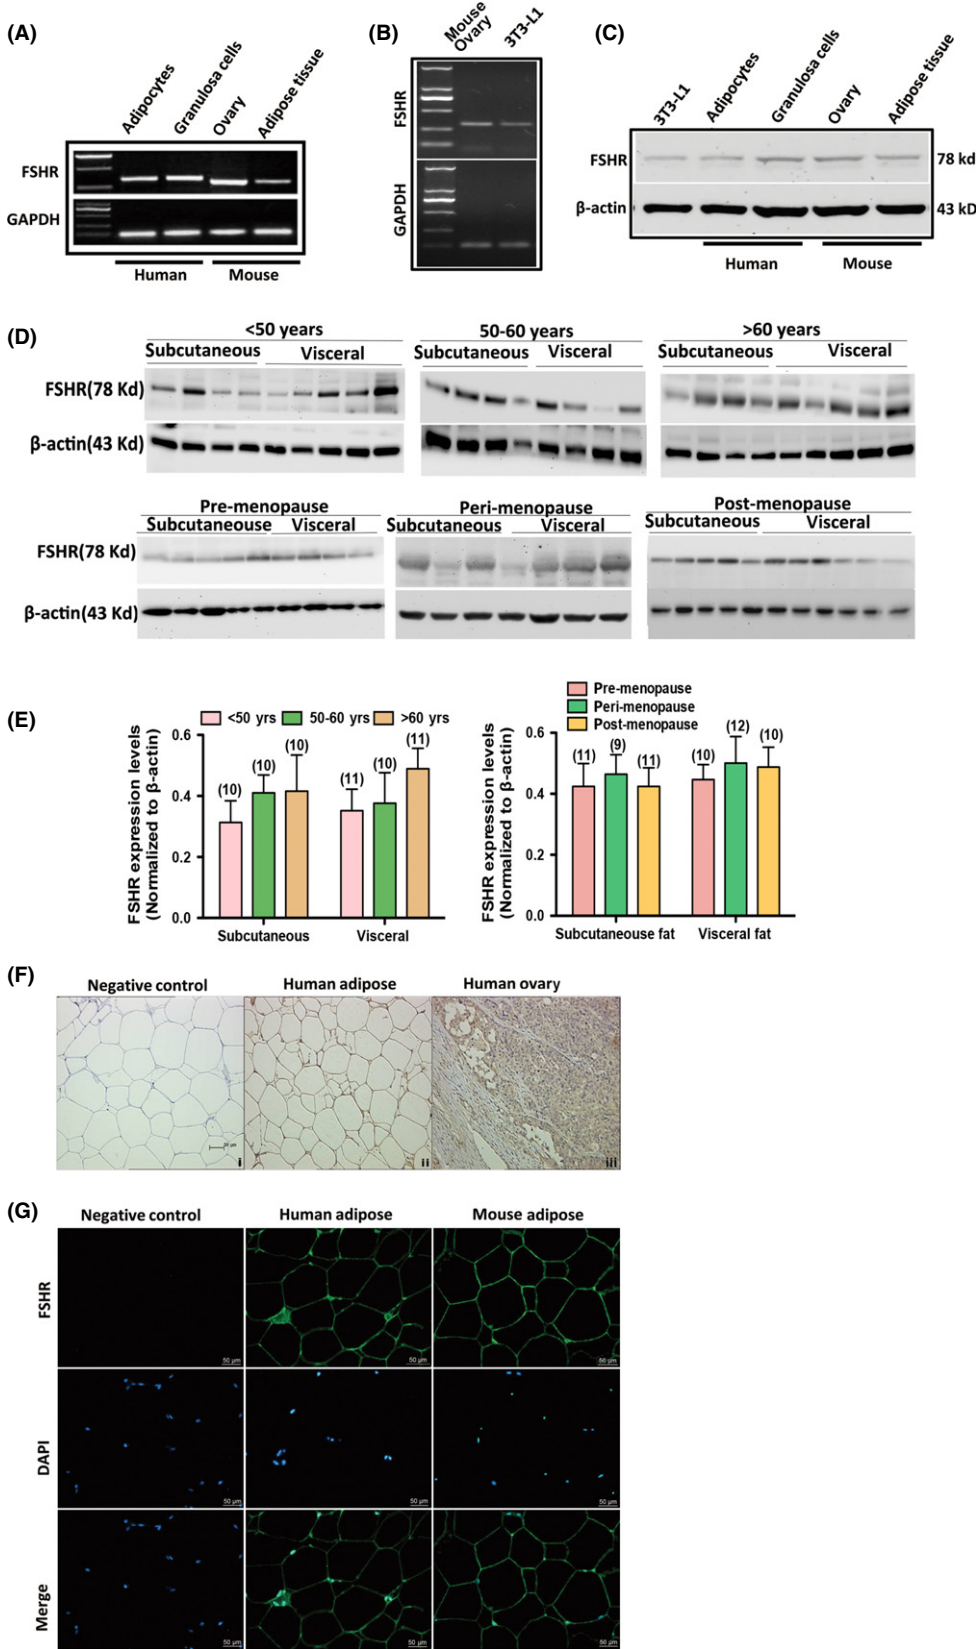 (A)
Adipocytes
Granulosa cells
Ovary
Adipose tissue
FSHR
GAPDH
Human
Mouse
(B)
Mouse
Ovary
3T3-L1
FSHR
GAPDH
(C)
3T3-L1
Adipocytes
Granulosa cells
Ovary
Adipose tissue
FSHR
78 kd
β-actin
43 kD
Human
Mouse
(D)
<50 years
50-60 years
>60 years
Subcutaneous
Visceral
Subcutaneous
Visceral
Subcutaneous
Visceral
FSHR(78 Kd)
β-actin(43 Kd)
Pre-menopause
Peri-menopause
Post-menopause
Subcutaneouse
Visceral
Subcutaneous
Visceral
Subcutaneous
Visceral
FSHR(78 Kd)
β-actin(43 Kd)
(E)
<50 yrs
50-60 yrs
>60 yrs
FSHR expression levels
(Normalized to β-actin)
0.6
0.4
0.2
0.0
(10)
(10)
(10)
(11)
(10)
(11)
Subcutaneous
Visceral
Pre-menopause
Peri-menopause
Post-menopause
FSHR expression levels
(Normalized to β-actin)
0.6
0.4
0.2
0.0
(11)
(9)
(11)
(10)
(12)
(10)
Subcutaneouse fat
Visceral fat
(F)
Negative control
Human adipose
Human ovary
i
ii
iii
(G)
Negative control
Human adipose
Mouse adipose
FSHR
50 µm
50 µm
50 µm
DAPI
50 µm
50 µm
50 µm
Merge
50 µm
50 µm
50 µm